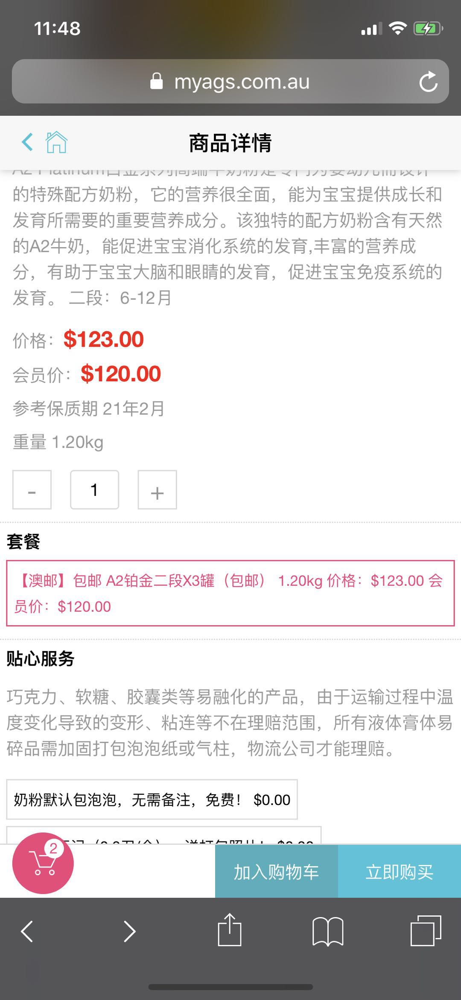 11:48
myags.com.au
商品详情
的特殊配方奶粉，它的营养很全面，能为宝宝提供成长和
发育所需要的重要营养成分。该独特的配方奶粉含有天然
的A2牛奶，能促进宝宝消化系统的发育,丰富的营养成
分，有助于宝宝大脑和眼睛的发育，促进宝宝免疫系统的
发育。 二段：6-12月
价格：$123.00
会员价：$120.00
参考保质期 21年2月
重量 1.20kg
- 1 +
套餐
【澳邮】包邮 A2铂金二段X3罐（包邮） 1.20kg 价格：$123.00 会
员价：$120.00
贴心服务
巧克力、软糖、胶囊类等易融化的产品，由于运输过程中温
度变化导致的变形、粘连等不在理赔范围，所有液体膏体易
碎品需加固打包泡泡纸或气柱，物流公司才能理赔。
奶粉默认包泡泡，无需备注，免费！ $0.00
2
加入购物车
立即购买